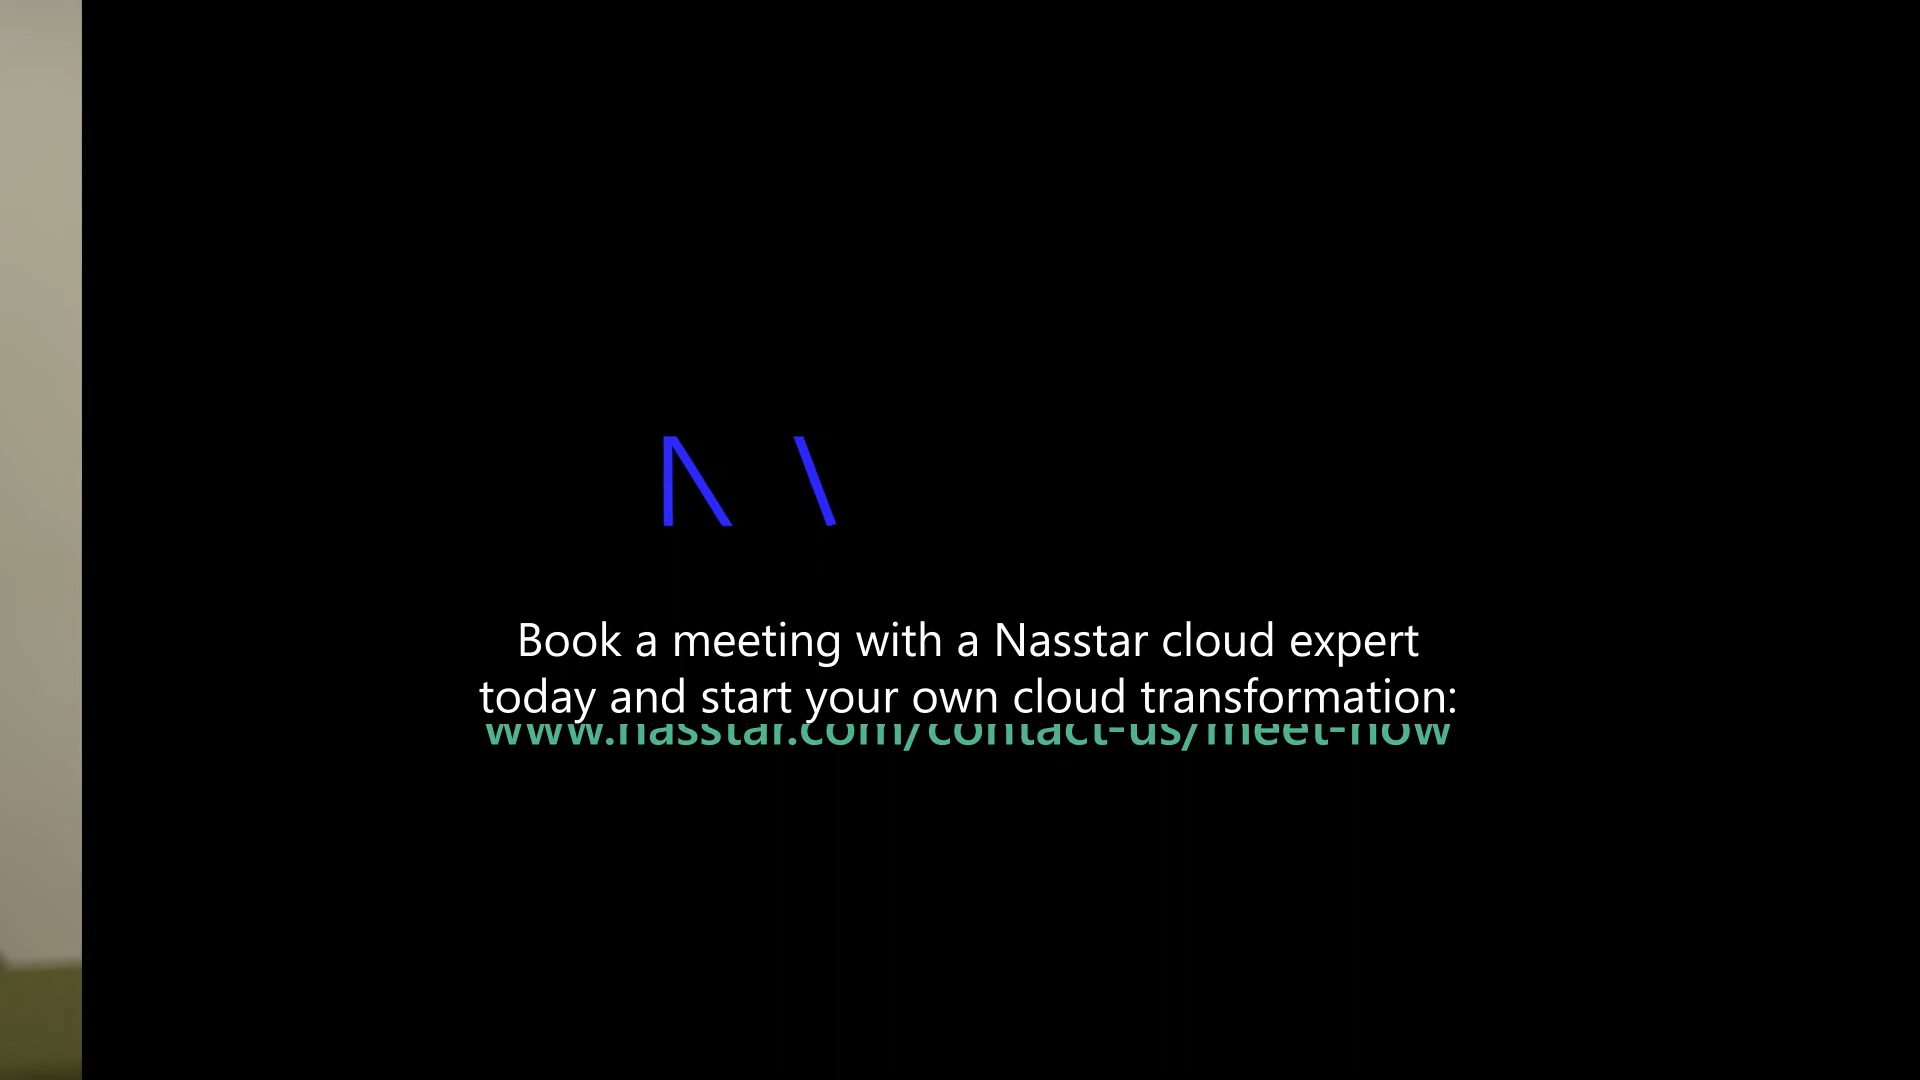 Book a meeting with a Nasstar cloud expert
today and start your own cloud transformation:
www.nasstar.com/contact-us/meet-now